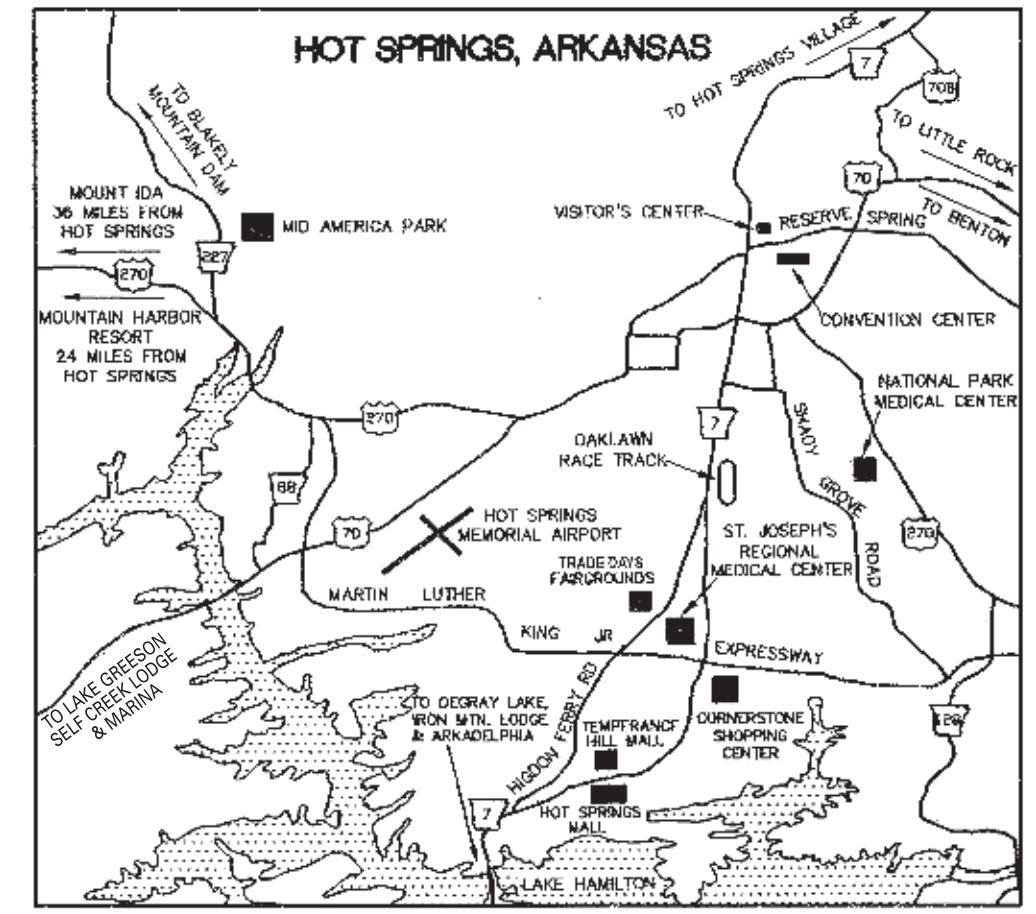 HOT SPRINGS, ARKANSAS
TO HOT SPRINGS VILLAGE
7
70B
TO BLAKELY
MOUNTAIN DAM
TO LITTLE ROCK
70
TO BENTON
MOUNT IDA
36 MILES FROM
HOT SPRINGS
MID AMERICA PARK
VISITOR'S CENTER
RESERVE SPRING
227
270
MOUNTAIN HARBOR
RESORT
24 MILES FROM
HOT SPRINGS
CONVENTION CENTER
NATIONAL PARK
MEDICAL CENTER
270
7
SHADY
GROVE
ROAD
OAKLAWN
RACE TRACK
88
70
HOT SPRINGS
MEMORIAL AIRPORT
ST. JOSEPH'S
REGIONAL
MEDICAL CENTER
270
TRADE DAYS
FAIRGROUNDS
MARTIN LUTHER
KING JR
EXPRESSWAY
TO LAKE GREESON
SELF CREEK LODGE
& MARINA
TO DEGRAY LAKE,
IRON MTN. LODGE
& ARKADELPHIA
HIGDON FERRY RD
TEMPERANCE
HILL MALL
CORNERSTONE
SHOPPING
CENTER
128
7
HOT SPRINGS
MALL
LAKE HAMILTON